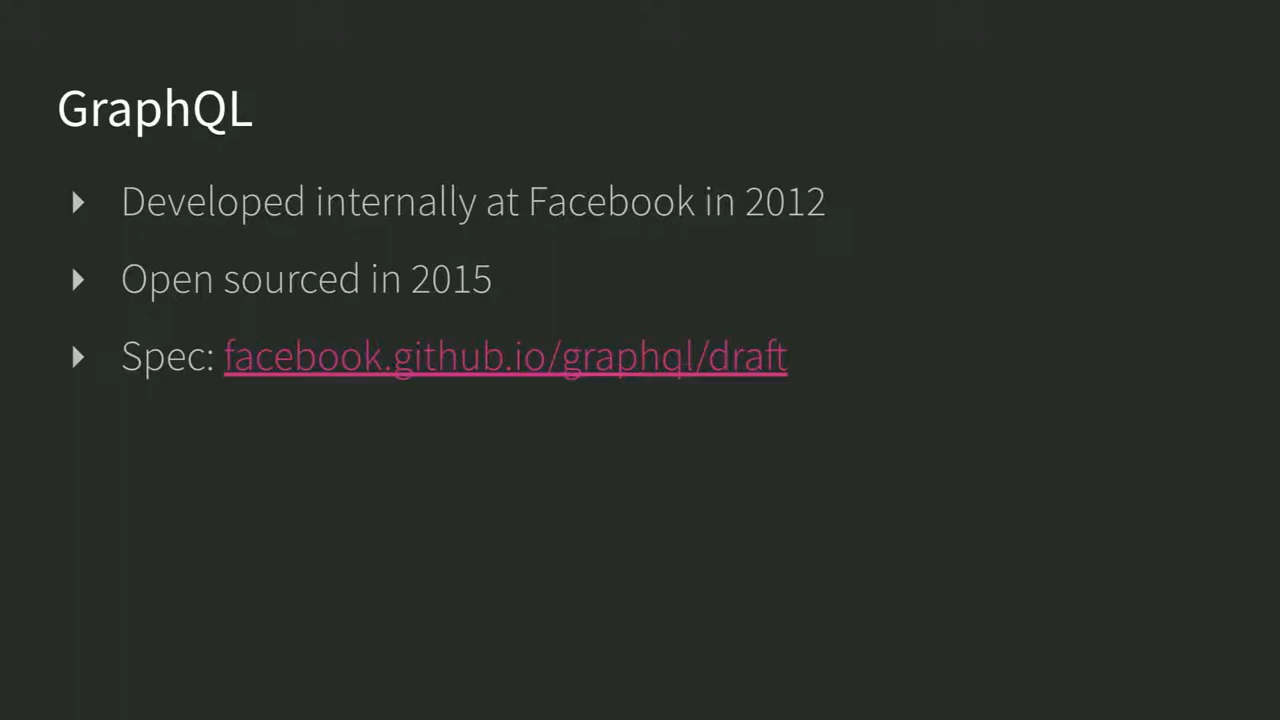 GraphQL
Developed internally at Facebook in 2012
Open sourced in 2015
Spec: facebook.github.io/graphql/draft